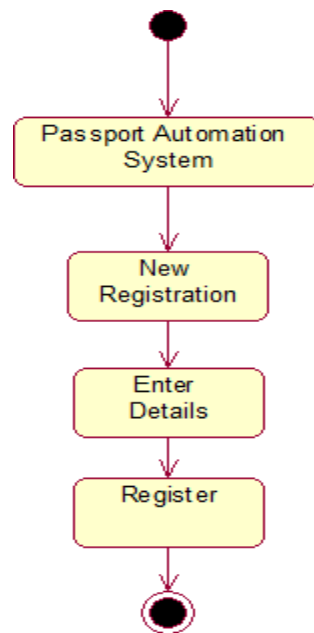 Passport Automation
System
New
Registration
Enter
Details
Register